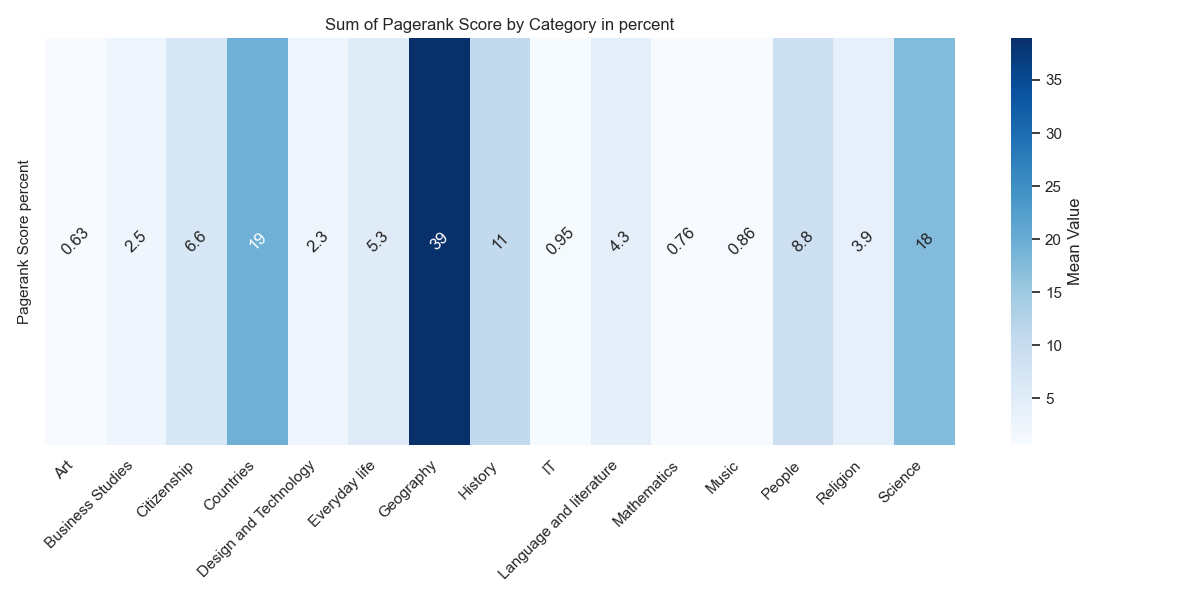 Sum of Pagerank Score by Category in percent
Pagerank Score percent
0.63 2.5 6.6 19 2.3 5.3 39 11 0.95 4.3 0.76 0.86 8.8 3.9 18
Art
Business Studies
Citizenship
Countries
Design and Technology
Everyday life
Geography
History
IT
Language and literature
Mathematics
Music
People
Religion
Science
35
30
25
20
15
10
5
Mean Value